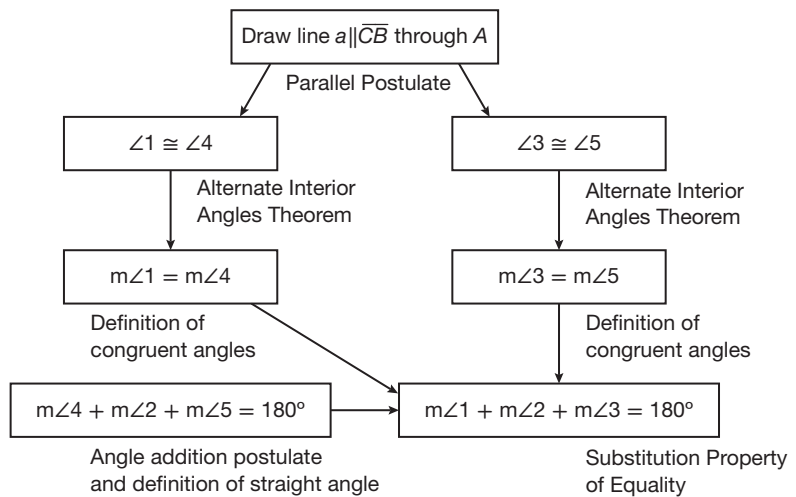 Draw line a||C̅B̅ through A
Parallel Postulate
∠1 ≅ ∠4
∠3 ≅ ∠5
Alternate Interior
Angles Theorem
Alternate Interior
Angles Theorem
m∠1 = m∠4
m∠3 = m∠5
Definition of
congruent angles
Definition of
congruent angles
m∠4 + m∠2 + m∠5 = 180º
m∠1 + m∠2 + m∠3 = 180º
Angle addition postulate
and definition of straight angle
Substitution Property
of Equality